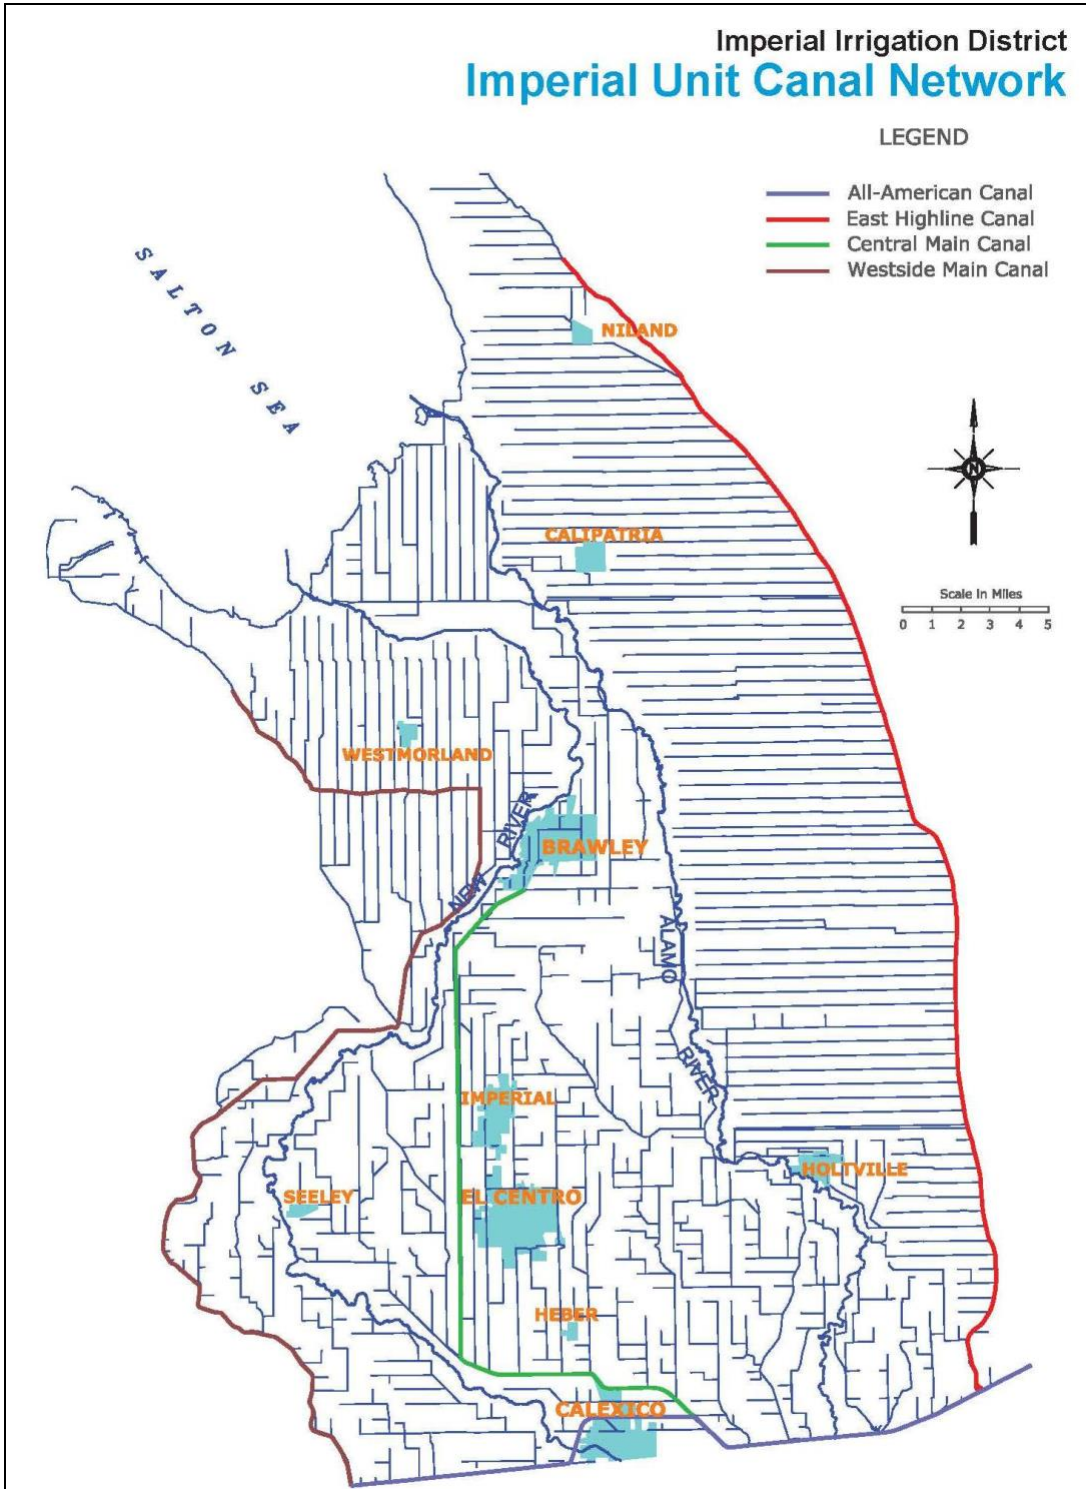 Imperial Irrigation District
Imperial Unit Canal Network
LEGEND
All-American Canal
East Highline Canal
Central Main Canal
Westside Main Canal
SALTON SEA
NILAND
N
CALIPATRIA
Scale In Miles
0 1 2 3 4 5
WESTMORLAND
NEW RIVER
BRAWLEY
ALAMO RIVER
IMPERIAL
HOLTVILLE
SEELEY
EL CENTRO
HEBER
CALEXICO